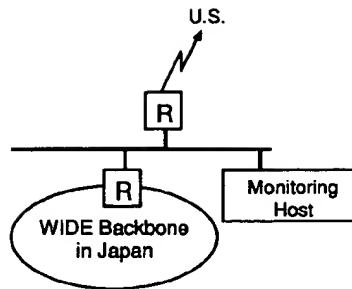 U.S.
R
R
Monitoring
Host
WIDE Backbone
in Japan